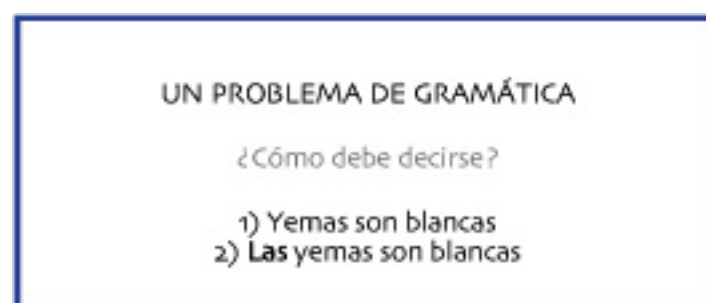 UN PROBLEMA DE GRAMÁTICA
¿Cómo debe decirse?
1) Yemas son blancas
2) Las yemas son blancas